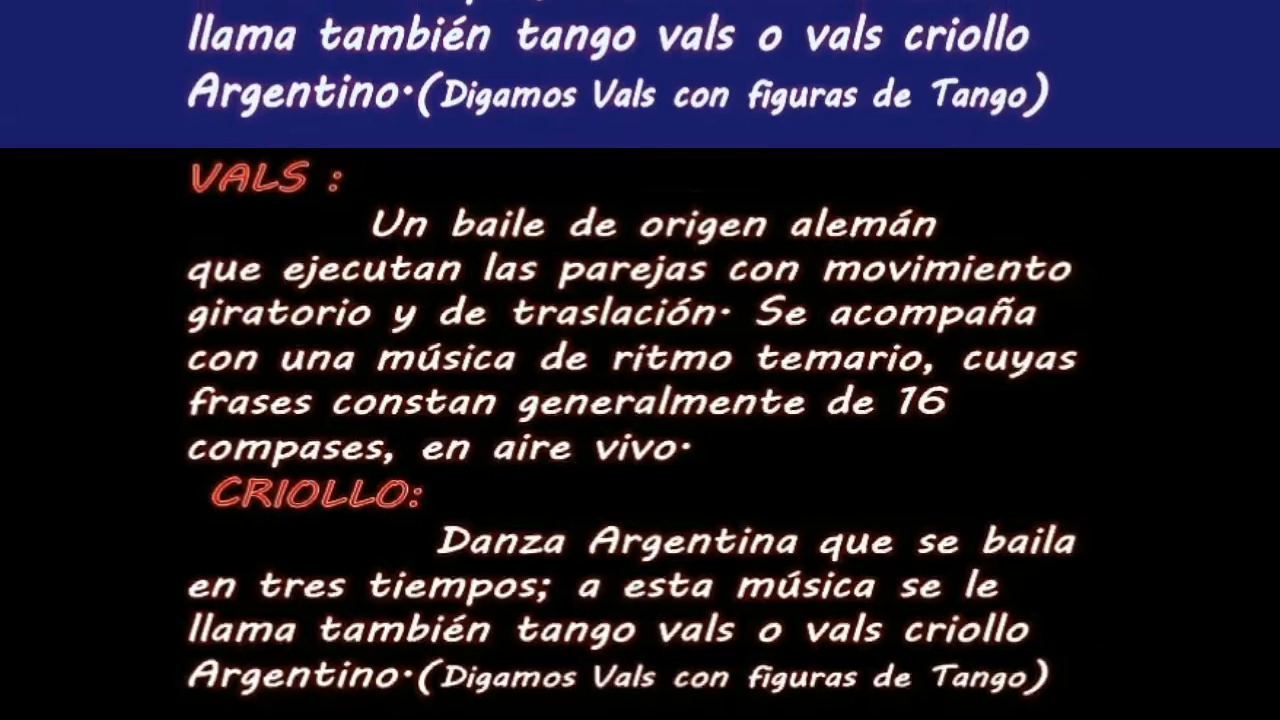 llama también tango vals o vals criollo
Argentino.(Digamos Vals con figuras de Tango)
VALS :
Un baile de origen alemán
que ejecutan las parejas con movimiento
giratorio y de traslación. Se acompaña
con una música de ritmo temario, cuyas
frases constan generalmente de 16
compases, en aire vivo.
CRIOLLO:
Danza Argentina que se baila
en tres tiempos; a esta música se le
llama también tango vals o vals criollo
Argentino.(Digamos Vals con figuras de Tango)